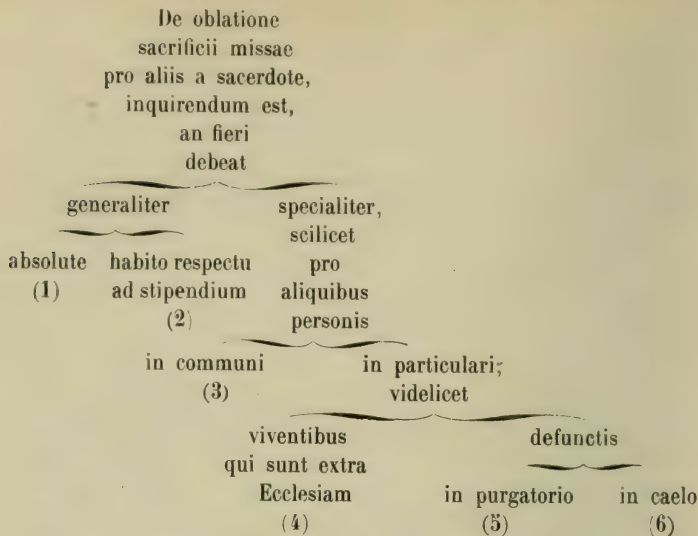 De oblatione
sacrificii missae
pro aliis a sacerdote,
inquirendum est,
an fieri
debeat
generaliter
specialiter,
scilicet
pro
aliquibus
personis
absolute
(1)
habito respectu
ad stipendium
(2)
in communi
(3)
in particulari;
videlicet
viventibus
qui sunt extra
Ecclesiam
(4)
defunctis
in purgatorio
(5)
in caelo
(6)